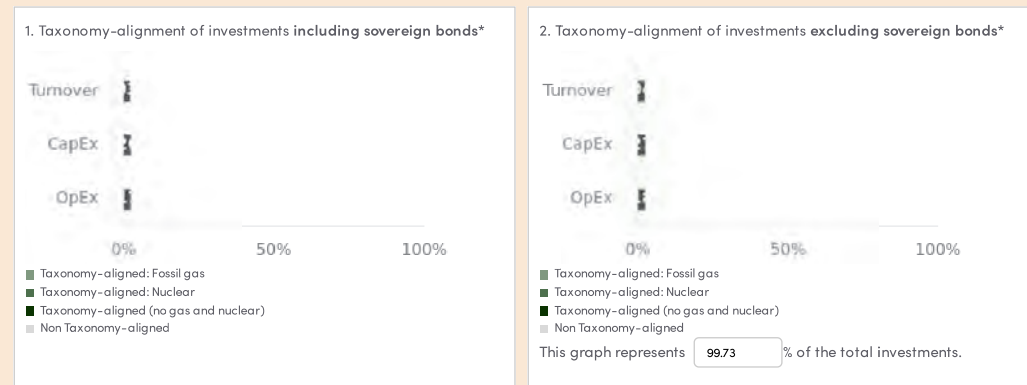 1. Taxonomy-alignment of investments including sovereign bonds*
Turnover
CapEx
OpEx
0% 50% 100%
Taxonomy-aligned: Fossil gas
Taxonomy-aligned: Nuclear
Taxonomy-aligned (no gas and nuclear)
Non Taxonomy-aligned
2. Taxonomy-alignment of investments excluding sovereign bonds*
Turnover
CapEx
OpEx
0% 50% 100%
Taxonomy-aligned: Fossil gas
Taxonomy-aligned: Nuclear
Taxonomy-aligned (no gas and nuclear)
Non Taxonomy-aligned
This graph represents 99.73 % of the total investments.